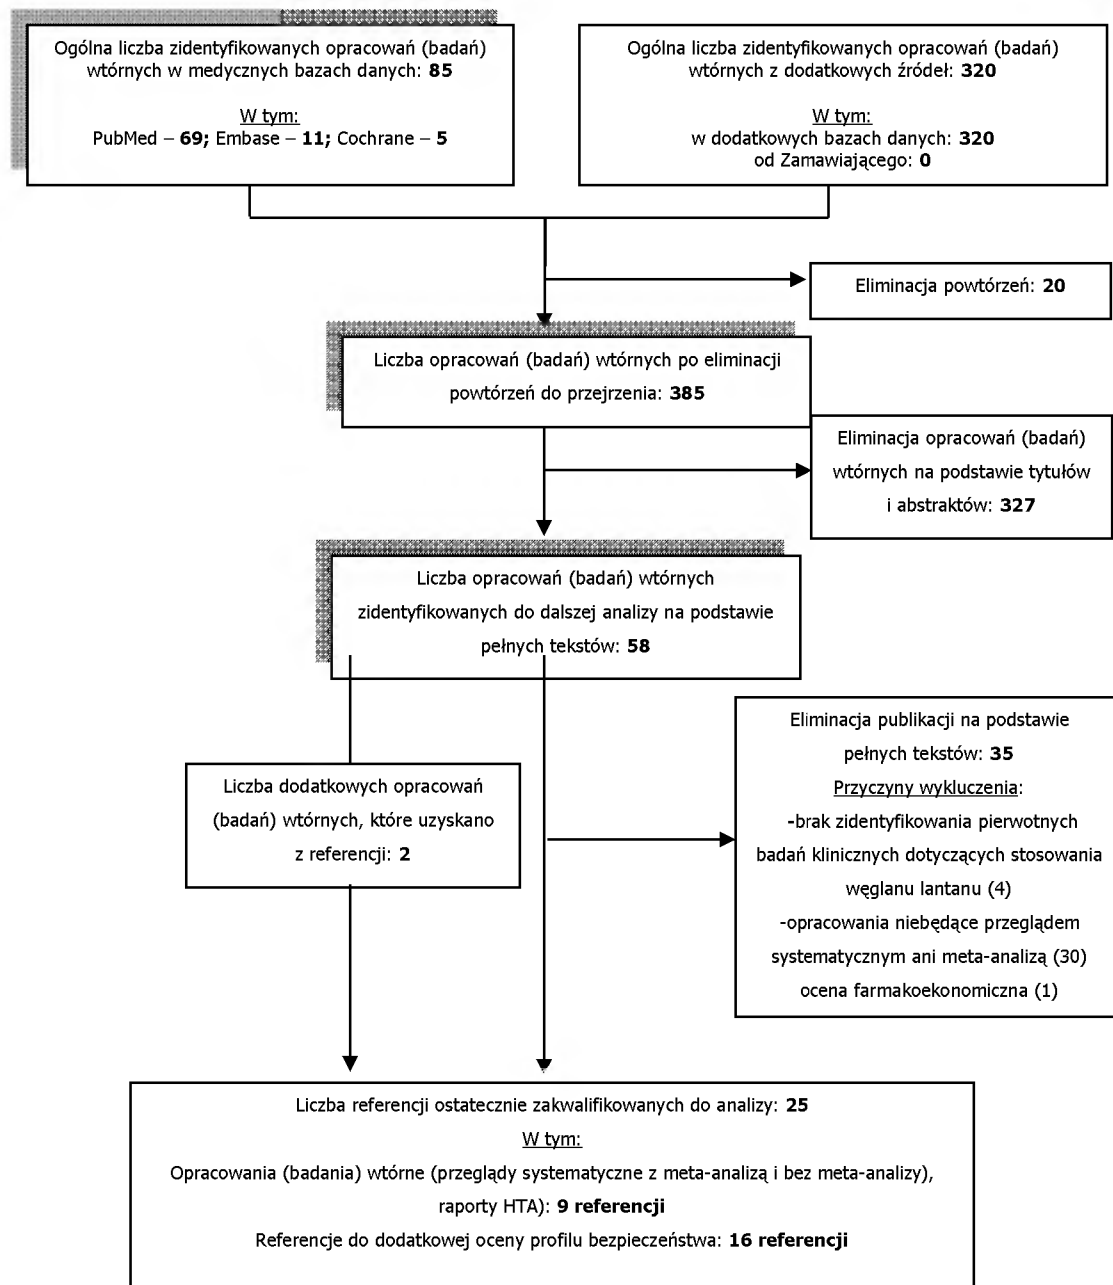 Ogólna liczba zidentyfikowanych opracowań (badań)
wtórnych w medycznych bazach danych: 85
W tym:
PubMed – 69; Embase – 11; Cochrane – 5
Ogólna liczba zidentyfikowanych opracowań (badań)
wtórnych z dodatkowych źródeł: 320
W tym:
w dodatkowych bazach danych: 320
od Zamawiającego: 0
Eliminacja powtórzeń: 20
Liczba opracowań (badań) wtórnych po eliminacji
powtórzeń do przejrzenia: 385
Eliminacja opracowań (badań)
wtórnych na podstawie tytułów
i abstraktów: 327
Liczba opracowań (badań) wtórnych
zidentyfikowanych do dalszej analizy na podstawie
pełnych tekstów: 58
Eliminacja publikacji na podstawie
pełnych tekstów: 35
Przyczyny wykluczenia:
-brak zidentyfikowania pierwotnych
badań klinicznych dotyczących stosowania
węglanu lantanu (4)
-opracowania niebędące przeglądem
systematycznym ani meta-analizą (30)
ocena farmakoekonomiczna (1)
Liczba dodatkowych opracowań
(badań) wtórnych, które uzyskano
z referencji: 2
Liczba referencji ostatecznie zakwalifikowanych do analizy: 25
W tym:
Opracowania (badania) wtórne (przeglądy systematyczne z meta-analizą i bez meta-analizy),
raporty HTA): 9 referencji
Referencje do dodatkowej oceny profilu bezpieczeństwa: 16 referencji